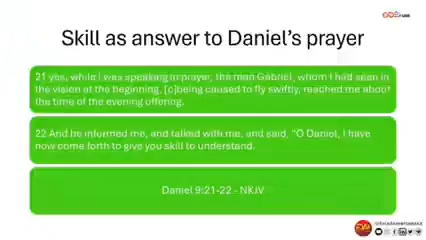 Skill as answer to Daniel's prayer
21 yes, while I was speaking in prayer, the man Gabriel, whom I had seen in
the vision at the beginning, [c]being caused to fly swiftly, reached me about
the time of the evening offering.
22 And he informed me, and talked with me, and said, "O Daniel, I have
now come forth to give you skill to understand.
Daniel 9:21-22 - NKJV